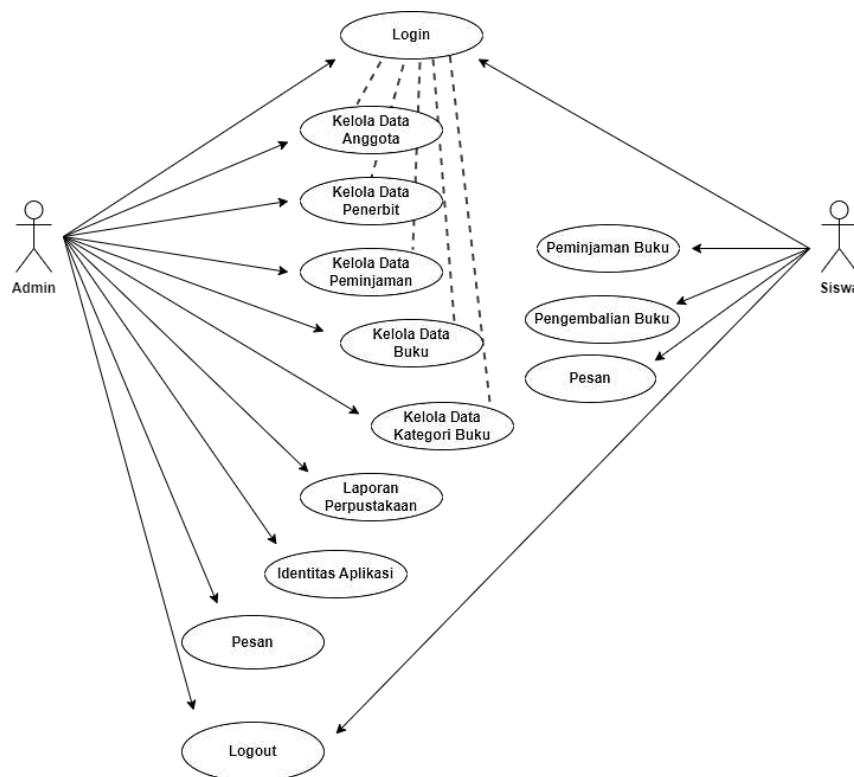 Login
Kelola Data
Anggota
Kelola Data
Penerbit
Kelola Data
Peminjaman
Kelola Data
Buku
Kelola Data
Kategori Buku
Laporan
Perpustakaan
Identitas Aplikasi
Pesan
Logout
Admin
Peminjaman Buku
Pengembalian Buku
Pesan
Siswa